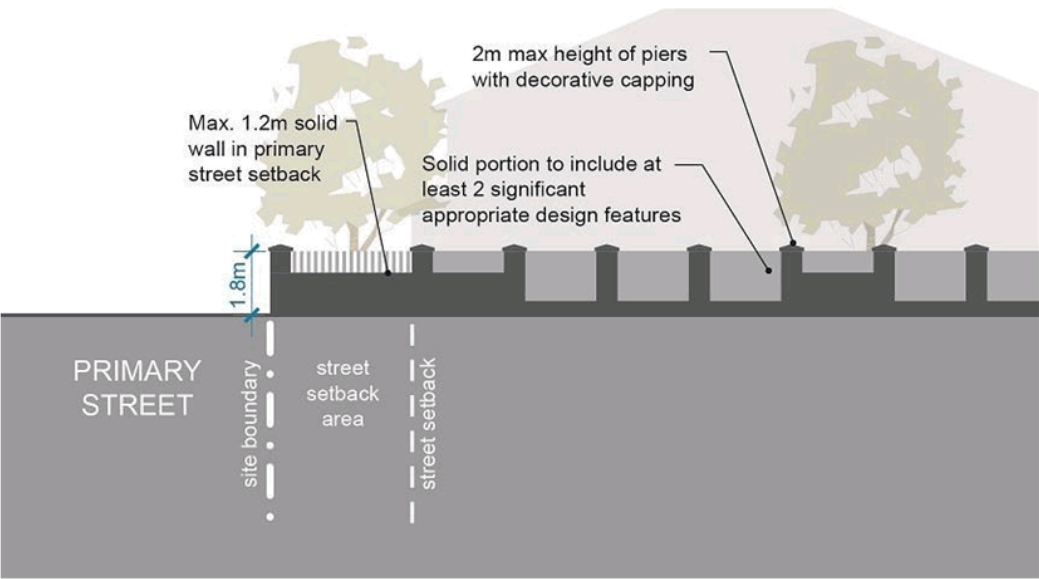 2m max height of piers
with decorative capping
Max. 1.2m solid
wall in primary
street setback
Solid portion to include at
least 2 significant
appropriate design features
1.8m
PRIMARY
STREET
site boundary
street
setback
area
street setback